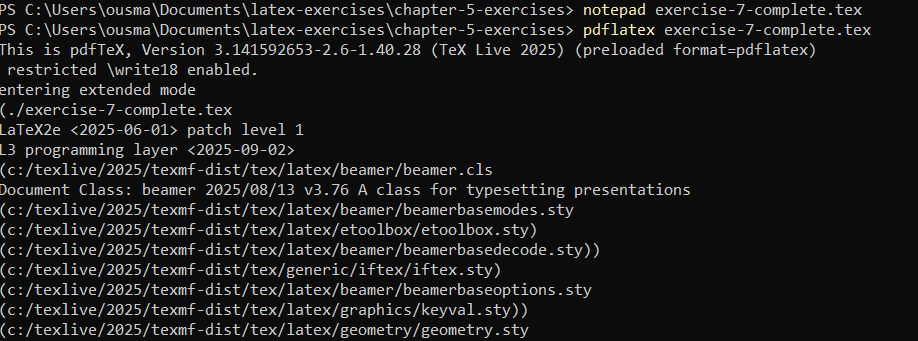 PS C:\Users\ousma\Documents\latex-exercises\chapter-5-exercises> notepad exercise-7-complete.tex
PS C:\Users\ousma\Documents\latex-exercises\chapter-5-exercises> pdflatex exercise-7-complete.tex
This is pdfTeX, Version 3.141592653-2.6-1.40.28 (TeX Live 2025) (preloaded format=pdflatex)
 restricted \write18 enabled.
entering extended mode
(./exercise-7-complete.tex
LaTeX2e <2025-06-01> patch level 1
L3 programming layer <2025-09-02>
(c:/texlive/2025/texmf-dist/tex/latex/beamer/beamer.cls
Document Class: beamer 2025/08/13 v3.76 A class for typesetting presentations
(c:/texlive/2025/texmf-dist/tex/latex/beamer/beamerbasemodes.sty
(c:/texlive/2025/texmf-dist/tex/latex/etoolbox/etoolbox.sty)
(c:/texlive/2025/texmf-dist/tex/latex/beamer/beamerbasedecode.sty))
(c:/texlive/2025/texmf-dist/tex/generic/iftex/iftex.sty)
(c:/texlive/2025/texmf-dist/tex/latex/beamer/beamerbaseoptions.sty
(c:/texlive/2025/texmf-dist/tex/latex/graphics/keyval.sty))
(c:/texlive/2025/texmf-dist/tex/latex/geometry/geometry.sty